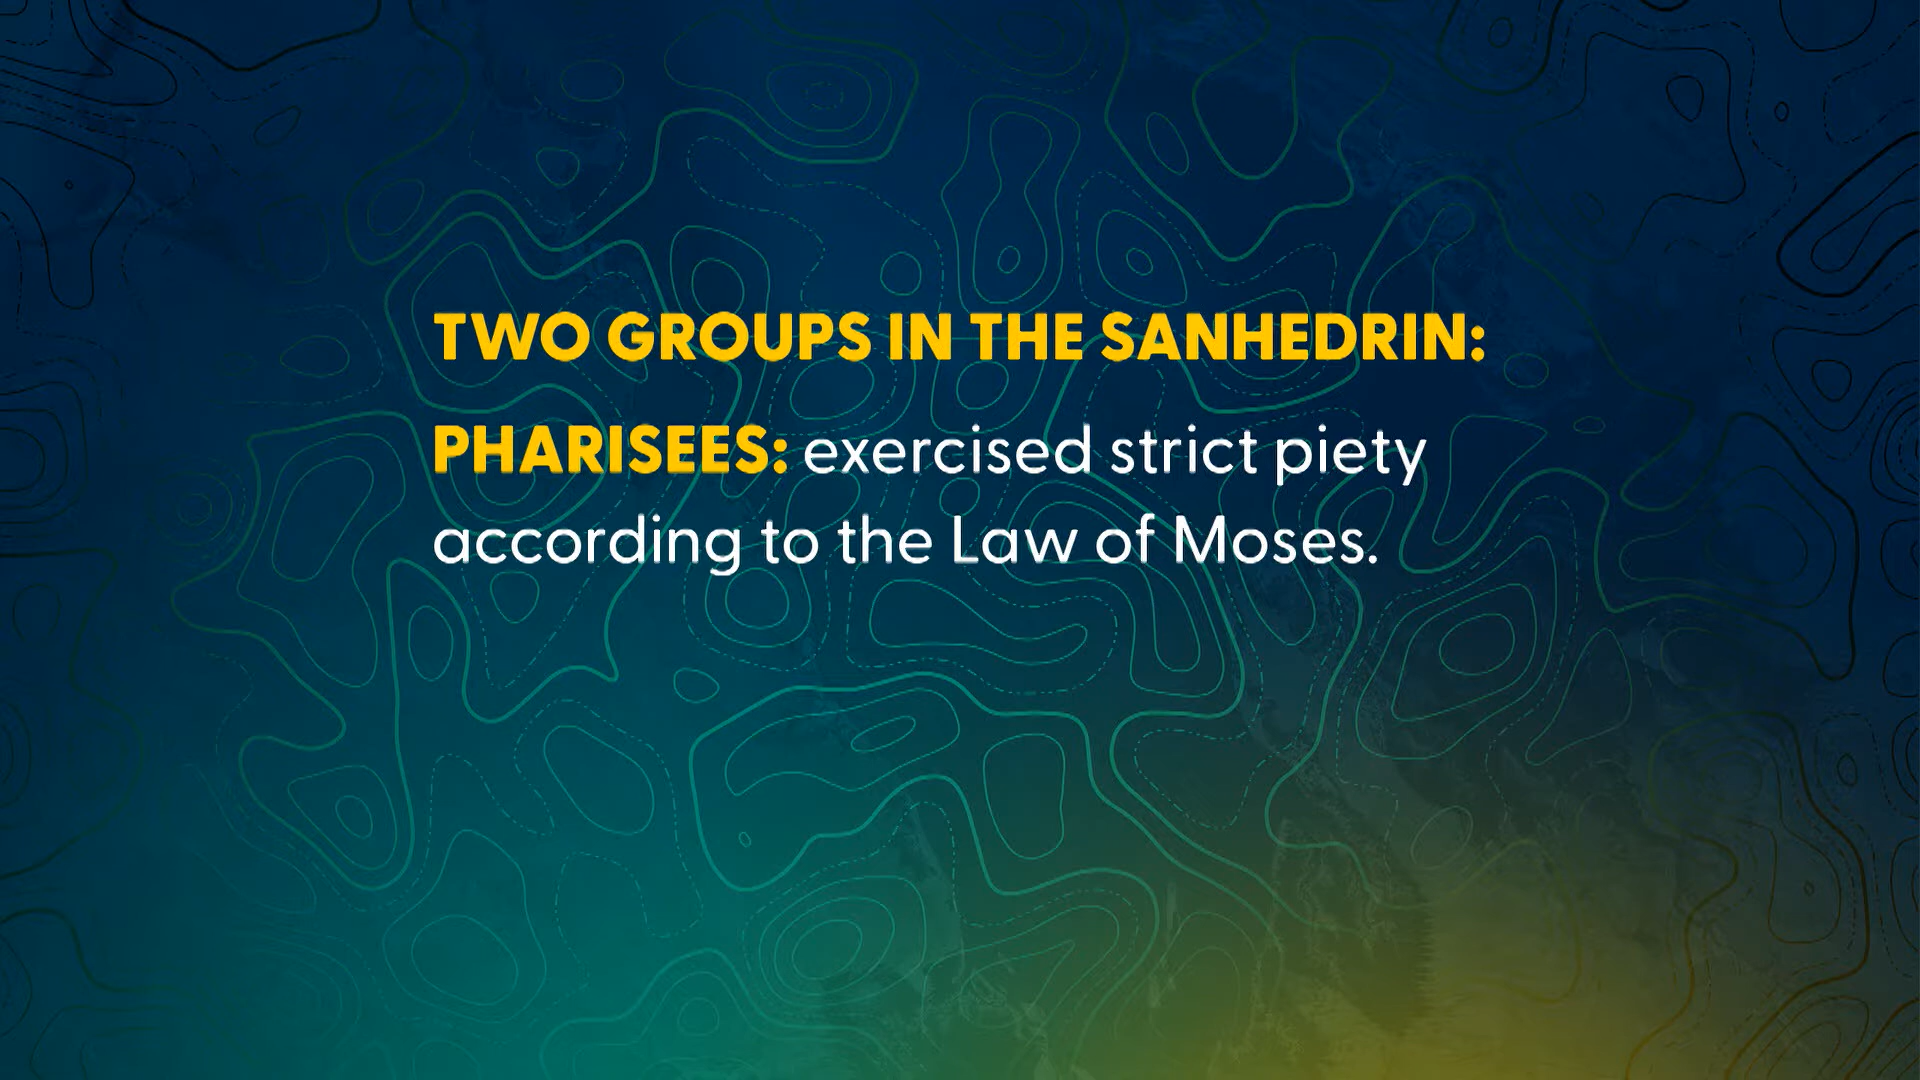 TWO GROUPS IN THE SANHEDRIN:
PHARISEES: exercised strict piety
according to the Law of Moses.